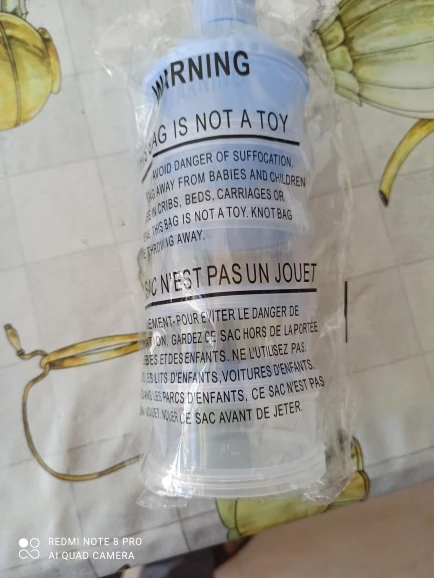 WARNING
BAG IS NOT A TOY
AVOID DANGER OF SUFFOCATION.
AWAY FROM BABIES AND CHILDREN
IN CRIBS, BEDS, CARRIAGES OR
THIS BAG IS NOT A TOY. KNOT BAG
THROWING AWAY.
SAC N'EST PAS UN JOUET
POUR EVITER LE DANGER DE
GARDEZ CE SAC HORS DE LA PORTEE
ET DES ENFANTS. NE L'UTILISEZ PAS.
LES LITS D'ENFANTS, VOITURES D'ENFANTS.
LES PARCS D'ENFANTS, CE SAC N'EST PAS
NOUER CE SAC AVANT DE JETER.
REDMI NOTE 8 PRO
AI QUAD CAMERA